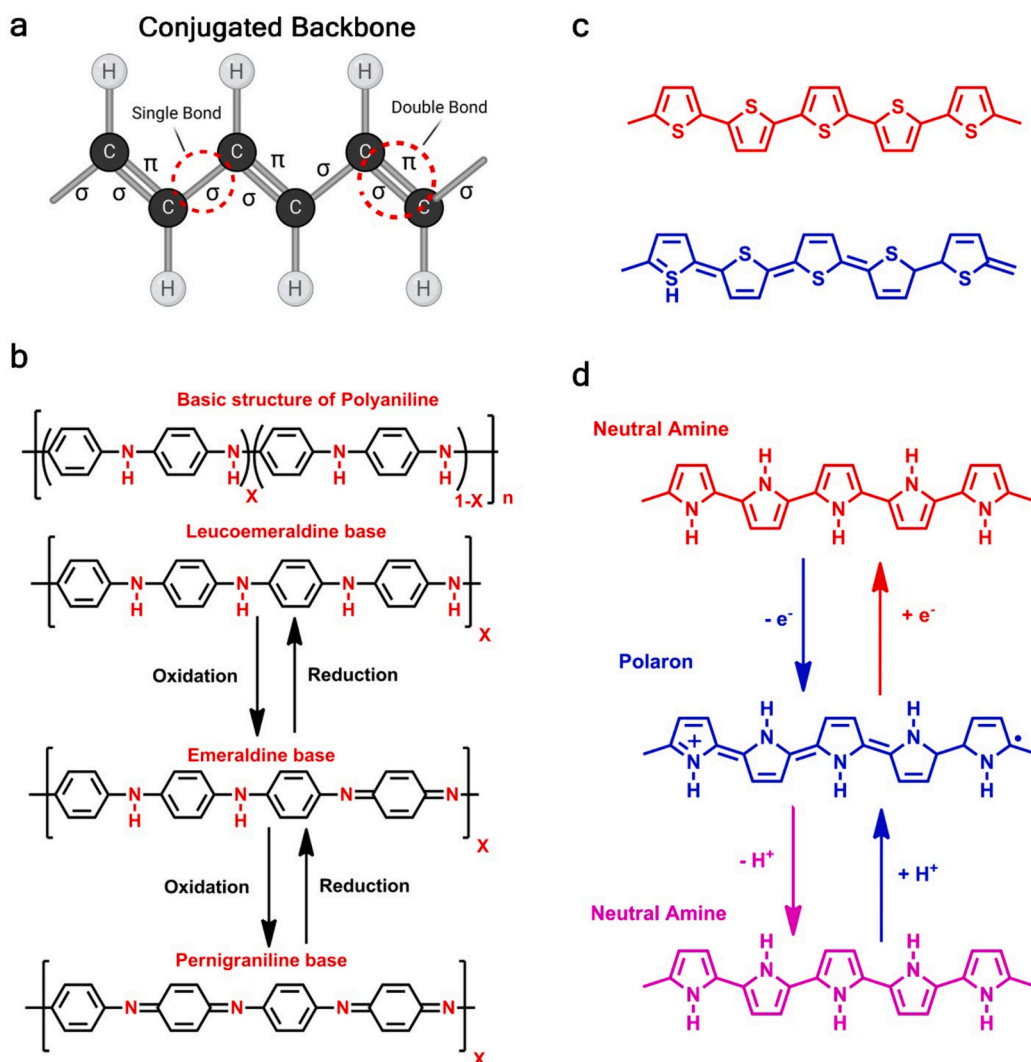 a
Conjugated Backbone
H H H
Single Bond
Double Bond
C C C
π π π
σ σ σ σ σ σ σ
C C C
H H H
b
Basic structure of Polyaniline
N N N N
H H H H
X 1-X n
Leucoemeraldine base
N N N N
H H H H
X
Oxidation
Reduction
Emeraldine base
N N N N
H H
X
Oxidation
Reduction
Pernigraniline base
N N N N
X
c
S S S S S
S S S S S
H
d
Neutral Amine
H H
N N N N N
H H H
- e⁻
+ e⁻
Polaron
H H
+
N N N N N
H H H
- H⁺
+ H⁺
Neutral Amine
H H
N N N N N
H H H